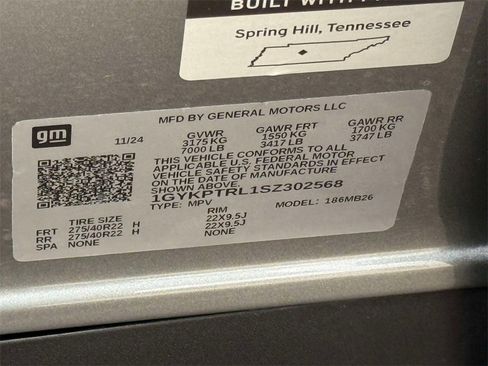 BUILT WITH
Spring Hill, Tennessee
MFD BY GENERAL MOTORS LLC
gm
11/24
GVWR GAWR FRT GAWR RR
3175 KG 1550 KG 1700 KG
7000 LB 3417 LB 3747 LB
THIS VEHICLE CONFORMS TO ALL
APPLICABLE U.S. FEDERAL MOTOR
VEHICLE SAFETY STANDARDS IN EFFECT
ON THE DATE OF MANUFACTURE
SHOWN ABOVE.
1GYKPTRL1SZ302568
TYPE: MPV MODEL: 186MB26
TIRE SIZE RIM
FRT 275/40R22 H 22X9.5J
RR 275/40R22 H 22X9.5J
SPA NONE NONE